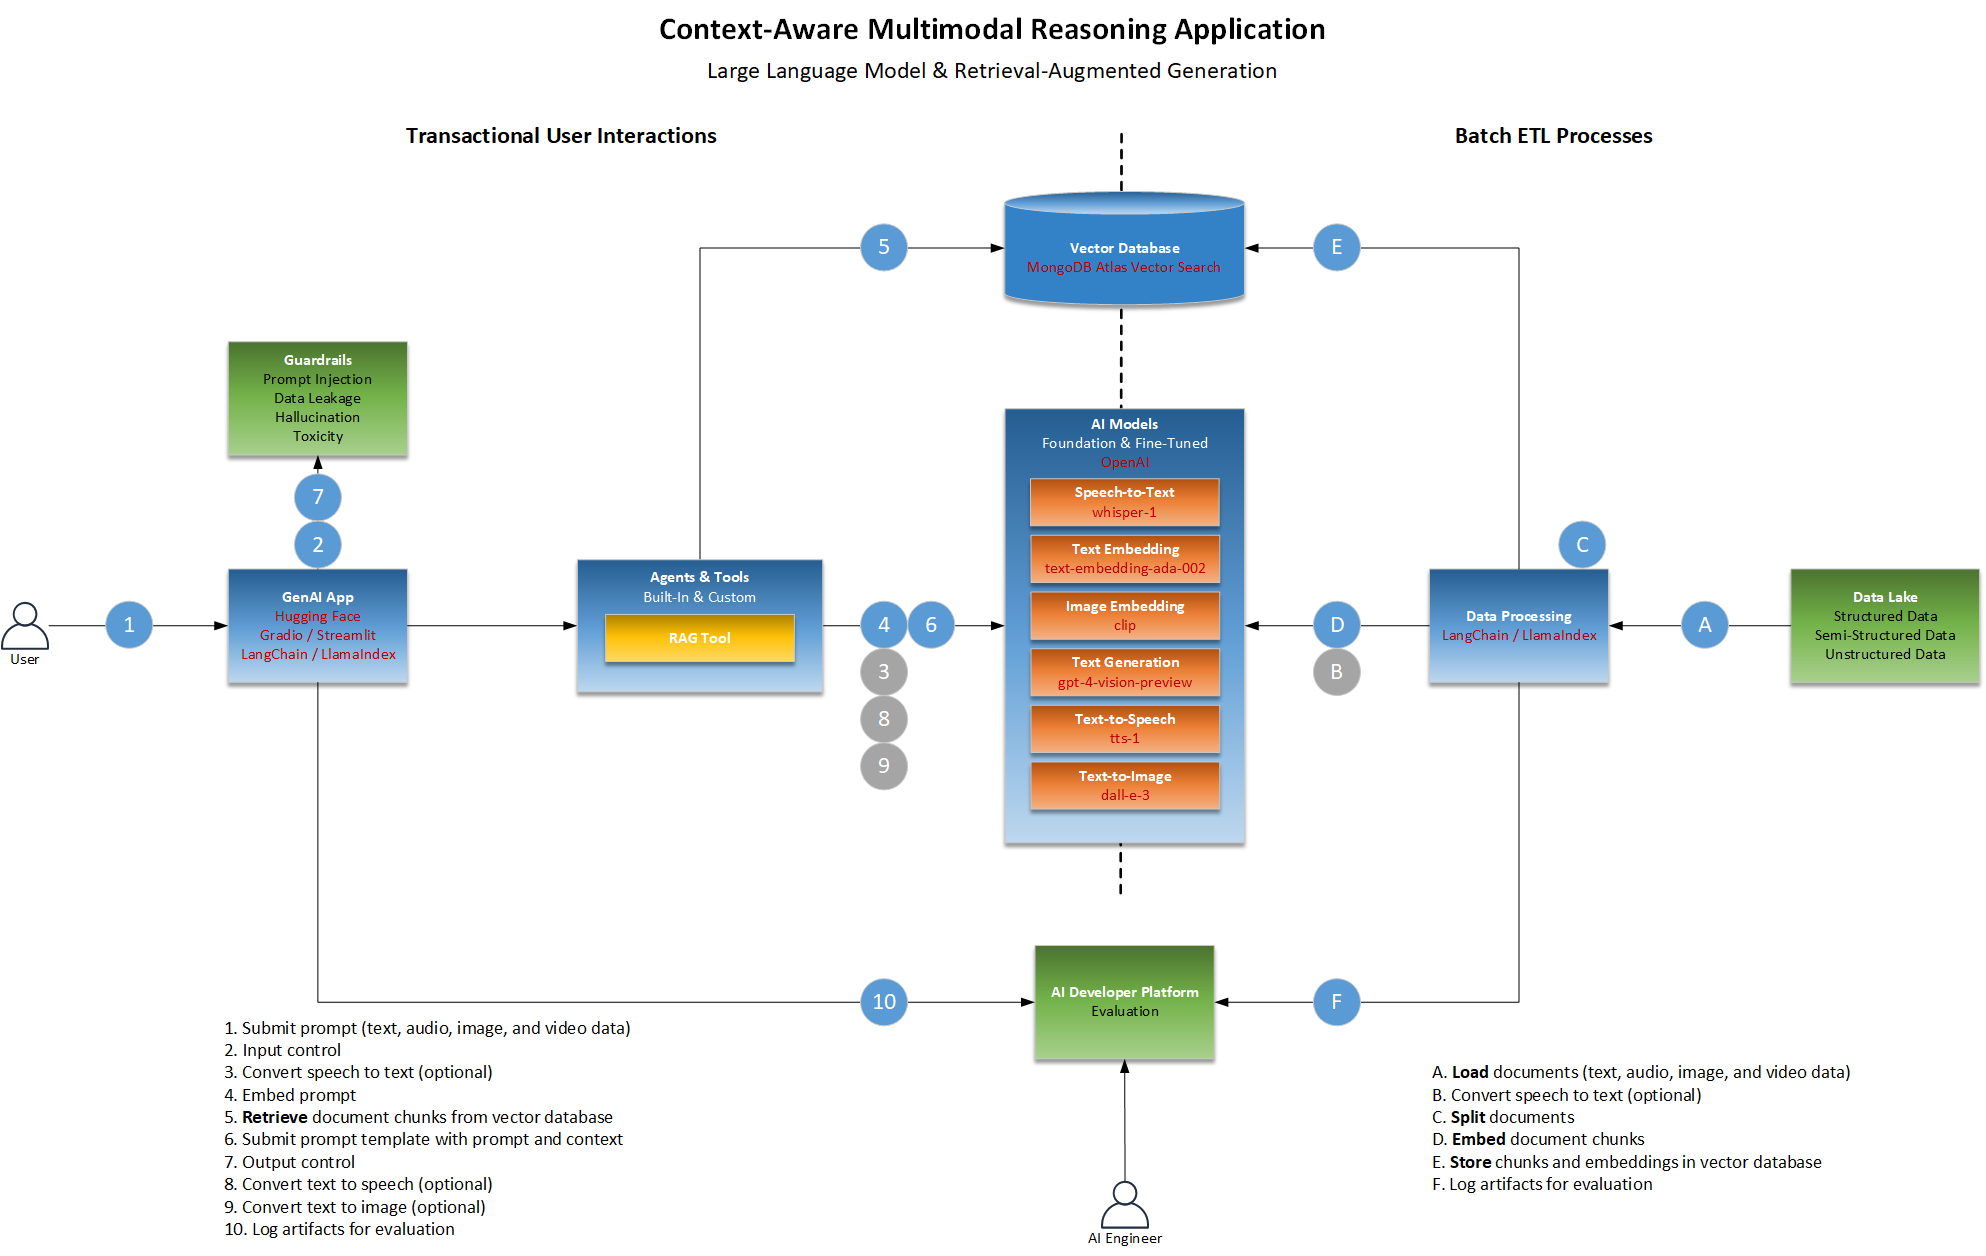 Context-Aware Multimodal Reasoning Application
Large Language Model & Retrieval-Augmented Generation
Transactional User Interactions
Batch ETL Processes
5
Vector Database
MongoDB Atlas Vector Search
E
Guardrails
Prompt Injection
Data Leakage
Hallucination
Toxicity
7
2
User
1
GenAI App
Hugging Face
Gradio / Streamlit
LangChain / LlamaIndex
Agents & Tools
Built-In & Custom
RAG Tool
4
6
3
8
9
AI Models
Foundation & Fine-Tuned
OpenAI
Speech-to-Text
whisper-1
Text Embedding
text-embedding-ada-002
Image Embedding
clip
Text Generation
gpt-4-vision-preview
Text-to-Speech
tts-1
Text-to-Image
dall-e-3
D
B
C
Data Processing
LangChain / LlamaIndex
A
Data Lake
Structured Data
Semi-Structured Data
Unstructured Data
10
AI Developer Platform
Evaluation
F
1. Submit prompt (text, audio, image, and video data)
2. Input control
3. Convert speech to text (optional)
4. Embed prompt
5. Retrieve document chunks from vector database
6. Submit prompt template with prompt and context
7. Output control
8. Convert text to speech (optional)
9. Convert text to image (optional)
10. Log artifacts for evaluation
AI Engineer
A. Load documents (text, audio, image, and video data)
B. Convert speech to text (optional)
C. Split documents
D. Embed document chunks
E. Store chunks and embeddings in vector database
F. Log artifacts for evaluation